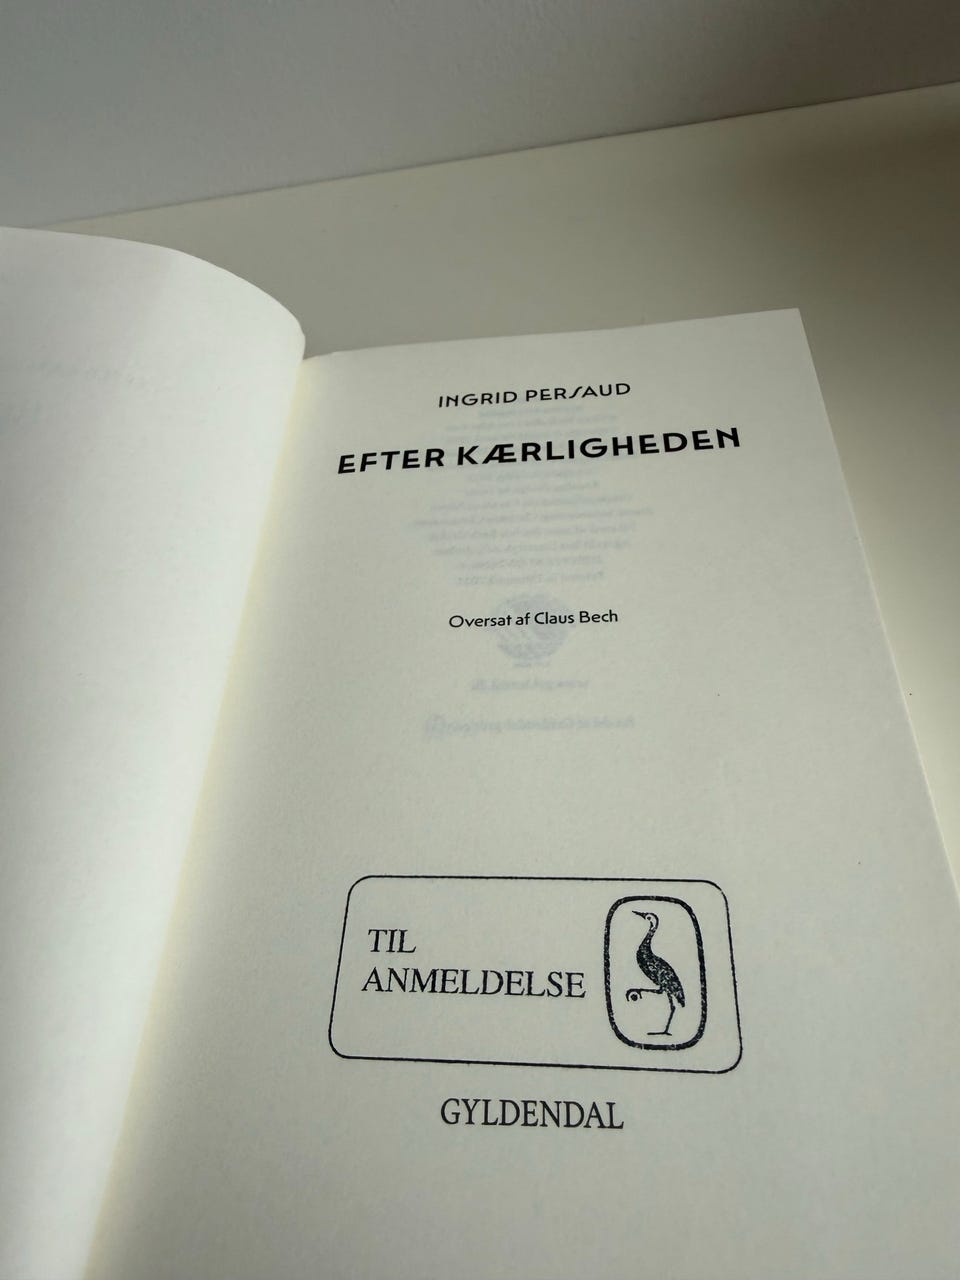 INGRID PERSAUD
EFTER KÆRLIGHEDEN
Oversat af Claus Bech
TIL
ANMELDELSE
GYLDENDAL